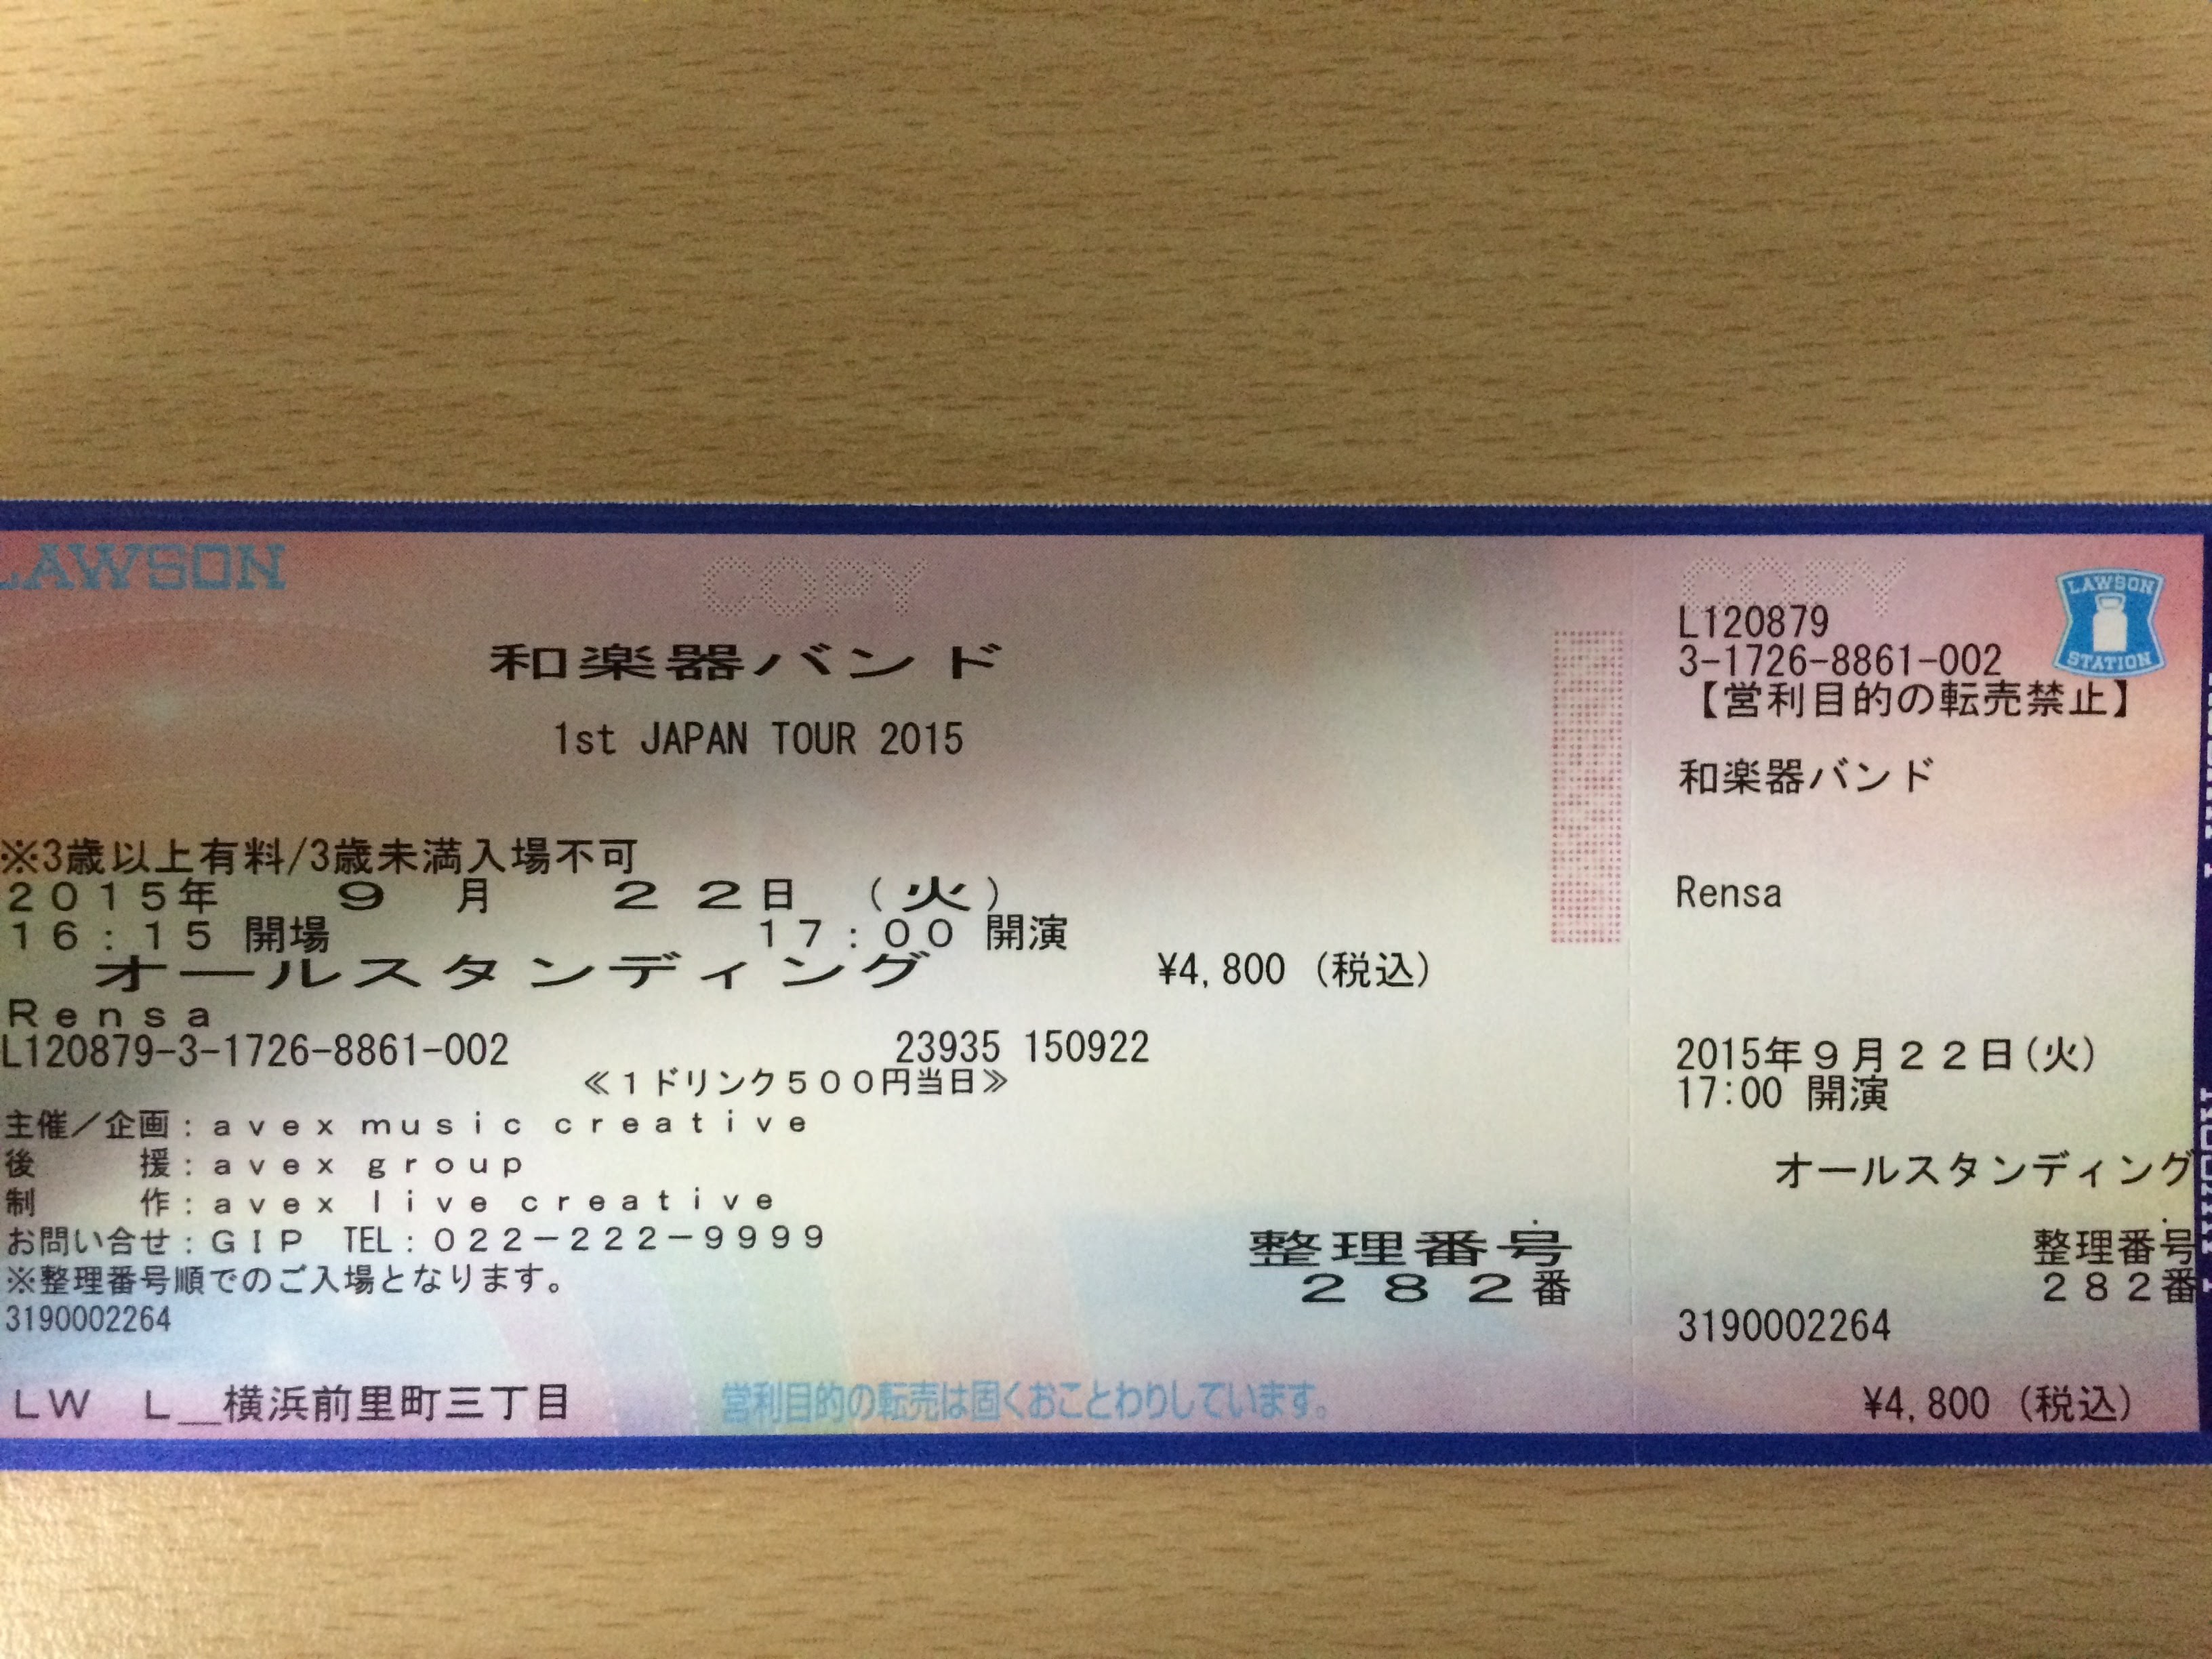 LAWSON
COPY
和楽器バンド
1st JAPAN TOUR 2015
※3歳以上有料/3歳未満入場不可
2015年 9 月 22日 (火)
16:15 開場 17:00 開演
オールスタンディング ¥4,800 (税込)
Rensa
L120879-3-1726-8861-002 23935 150922
≪1ドリンク500円当日≫
主催/企画:avex music creative
後 援:avex group
制 作:avex live creative
お問い合せ:GIP TEL:022-222-9999
※整理番号順でのご入場となります。
3190002264
整理番号
282番
LW L__横浜前里町三丁目
営利目的の転売は固くおことわりしています。
COPY
LAWSON
STATION
L120879
3-1726-8861-002
【営利目的の転売禁止】
和楽器バンド
Rensa
2015年9月22日(火)
17:00 開演
オールスタンディング
整理番号
282番
3190002264
¥4,800 (税込)